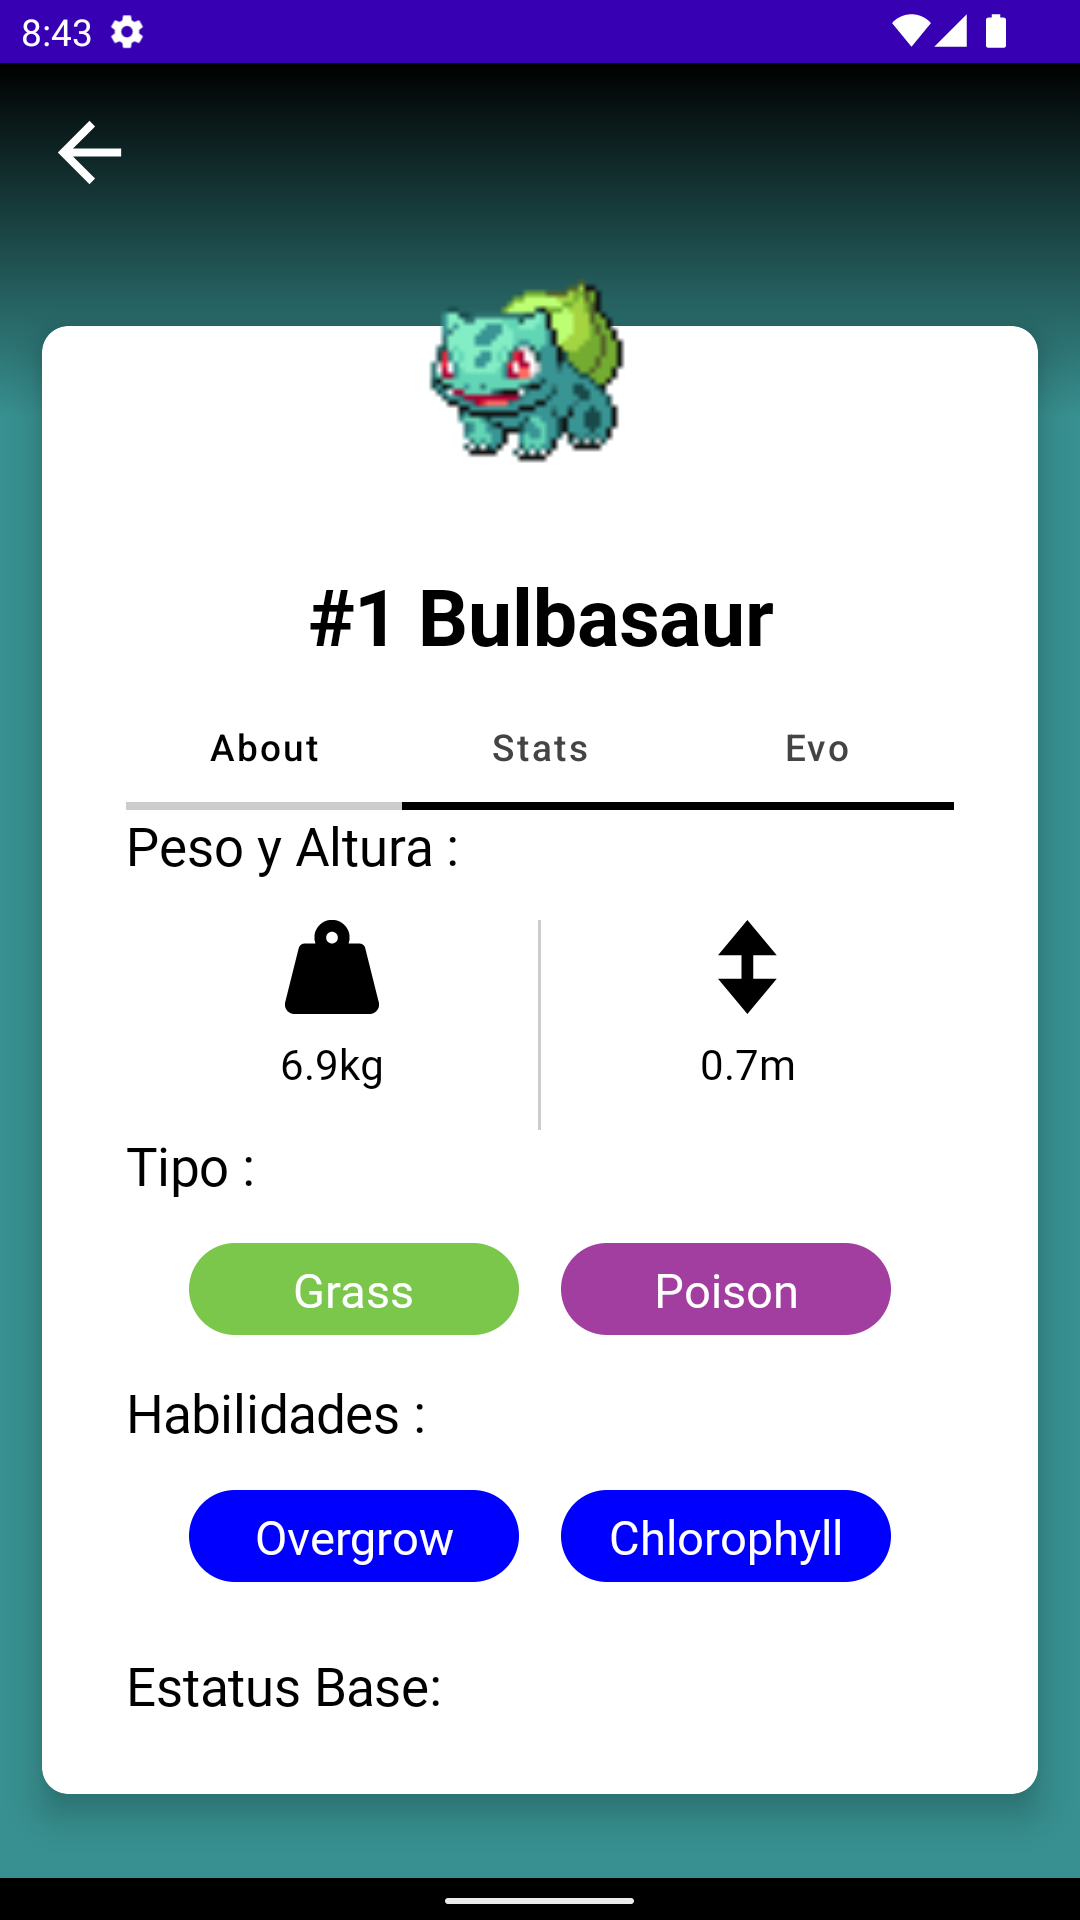 8:43
#1 Bulbasaur
About Stats Evo
Peso y Altura :
6.9kg 0.7m
Tipo :
Grass Poison
Habilidades :
Overgrow Chlorophyll
Estatus Base: